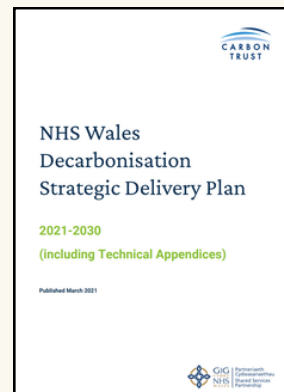 CARBON
TRUST
NHS Wales
Decarbonisation
Strategic Delivery Plan
2021-2030
(including Technical Appendices)
Published March 2021
GIG
NHS
Partneriaeth
Cydwasanaethau
Shared Services
Partnership